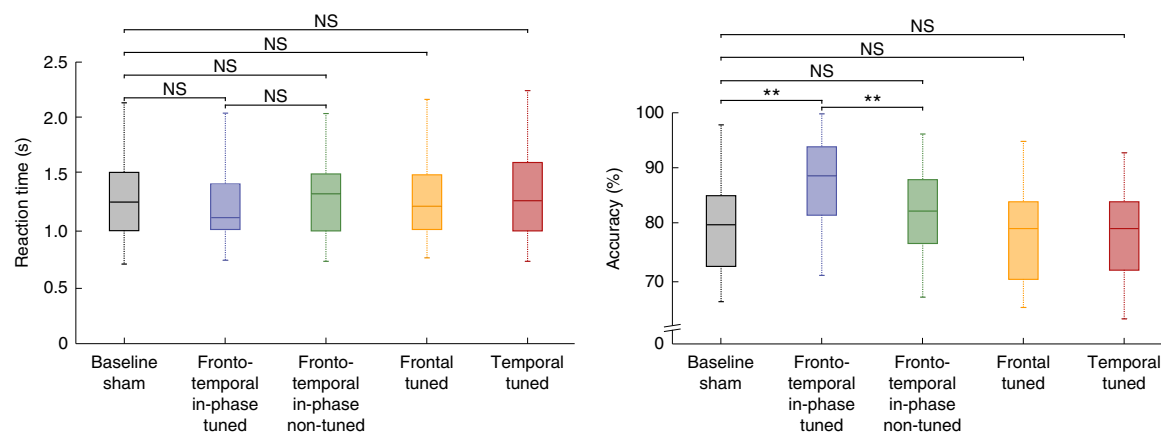 NS
NS
NS
NS
NS
2.5
2.0
1.5
1.0
0.5
0
Reaction time (s)
Baseline
sham
Fronto-
temporal
in-phase
tuned
Fronto-
temporal
in-phase
non-tuned
Frontal
tuned
Temporal
tuned
NS
NS
NS
**
**
100
90
80
70
0
Accuracy (%)
Baseline
sham
Fronto-
temporal
in-phase
tuned
Fronto-
temporal
in-phase
non-tuned
Frontal
tuned
Temporal
tuned